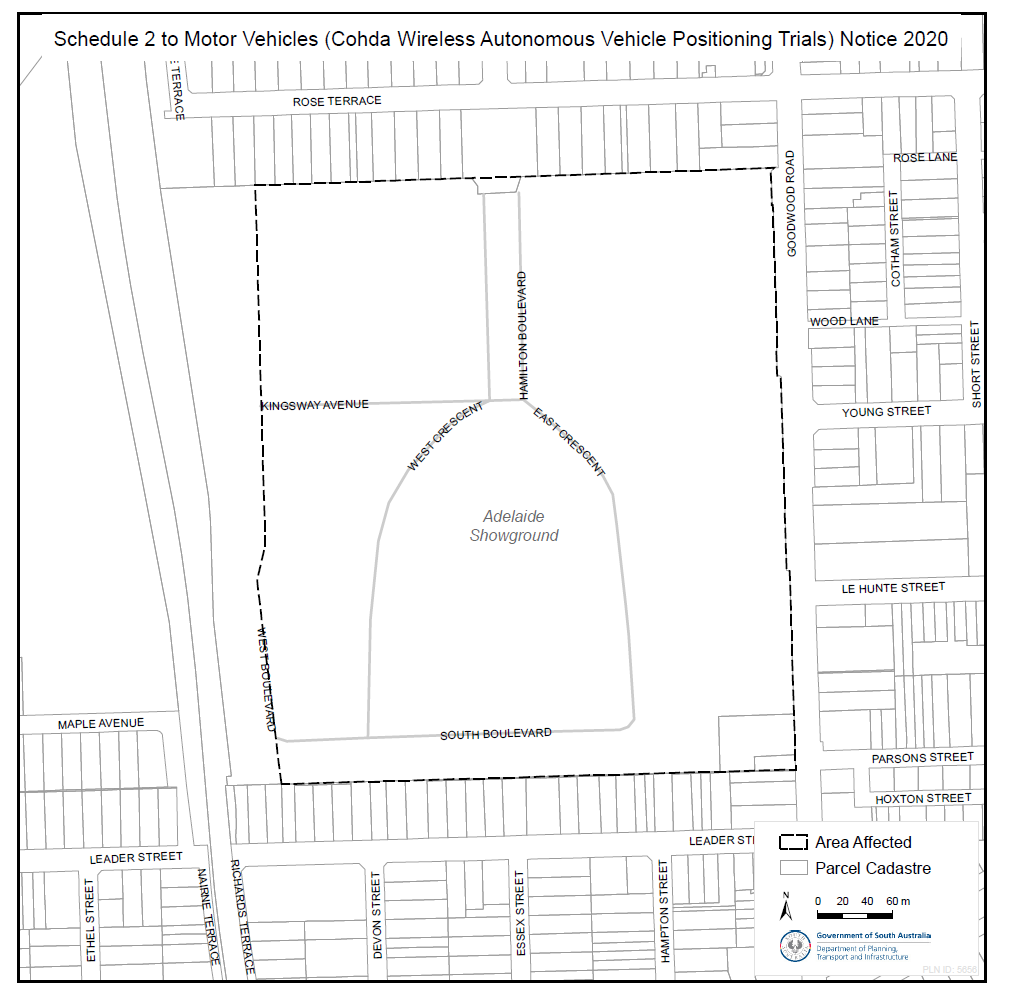 Schedule 2 to Motor Vehicles (Cohda Wireless Autonomous Vehicle Positioning Trials) Notice 2020
TERRACE
ROSE TERRACE
GOODWOOD ROAD
ROSE LANE
COTHAM STREET
HAMILTON BOULEVARD
WOOD LANE
SHORT STREET
KINGSWAY AVENUE
WEST CRESCENT
EAST CRESCENT
YOUNG STREET
Adelaide
Showground
LE HUNTE STREET
WEST BOULEVARD
MAPLE AVENUE
SOUTH BOULEVARD
PARSONS STREET
HOXTON STREET
LEADER STREET
LEADER ST
ETHEL STREET
NAIRNE TERRACE
RICHARDS TERRACE
DEVON STREET
ESSEX STREET
HAMPTON STREET
Area Affected
Parcel Cadastre
N
0 20 40 60 m
Government of South Australia
Department of Planning,
Transport and Infrastructure